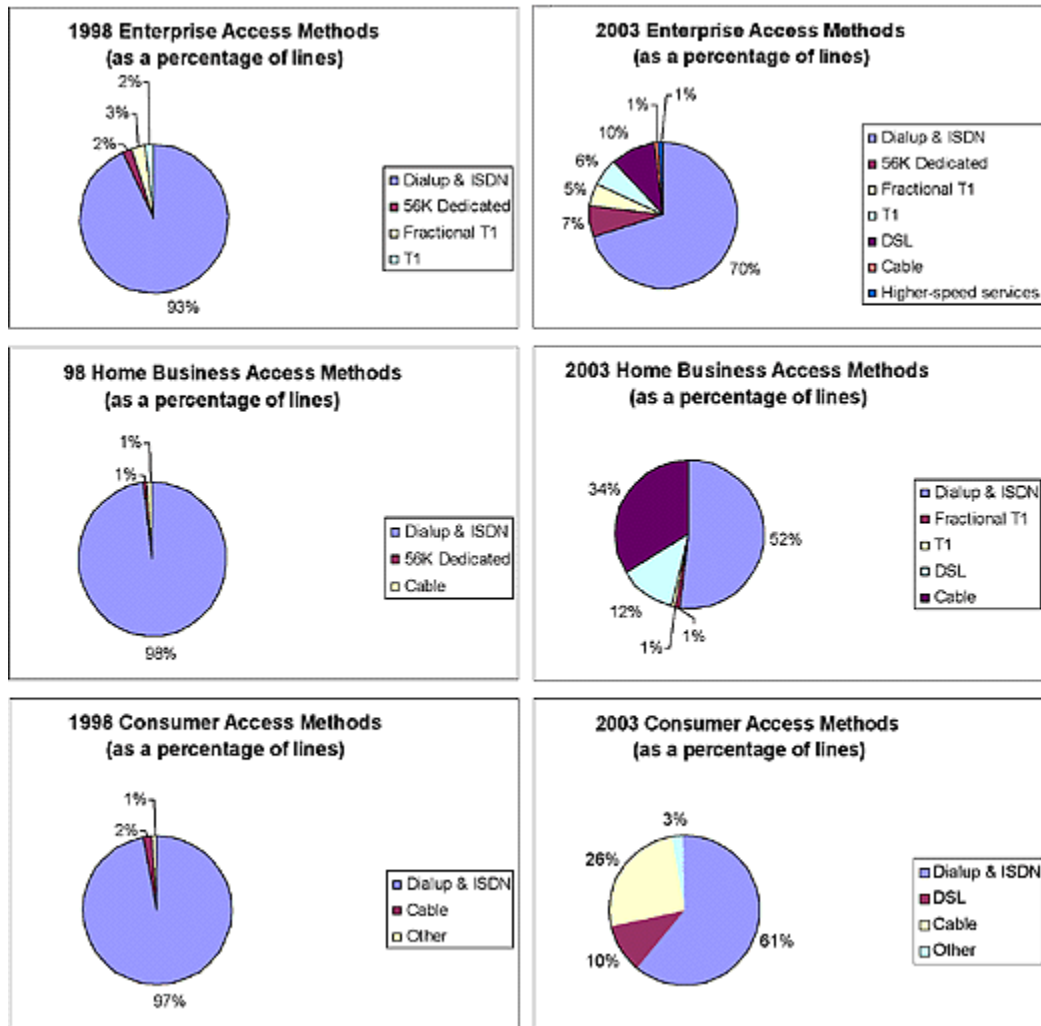 1998 Enterprise Access Methods
(as a percentage of lines)
2%
3%
2%
93%
Dialup & ISDN
56K Dedicated
Fractional T1
T1
2003 Enterprise Access Methods
(as a percentage of lines)
1%
1%
10%
6%
5%
7%
70%
Dialup & ISDN
56K Dedicated
Fractional T1
T1
DSL
Cable
Higher-speed services
98 Home Business Access Methods
(as a percentage of lines)
1%
1%
98%
Dialup & ISDN
56K Dedicated
Cable
2003 Home Business Access Methods
(as a percentage of lines)
34%
52%
12%
1%
1%
Dialup & ISDN
Fractional T1
T1
DSL
Cable
1998 Consumer Access Methods
(as a percentage of lines)
1%
2%
97%
Dialup & ISDN
Cable
Other
2003 Consumer Access Methods
(as a percentage of lines)
3%
26%
10%
61%
Dialup & ISDN
DSL
Cable
Other